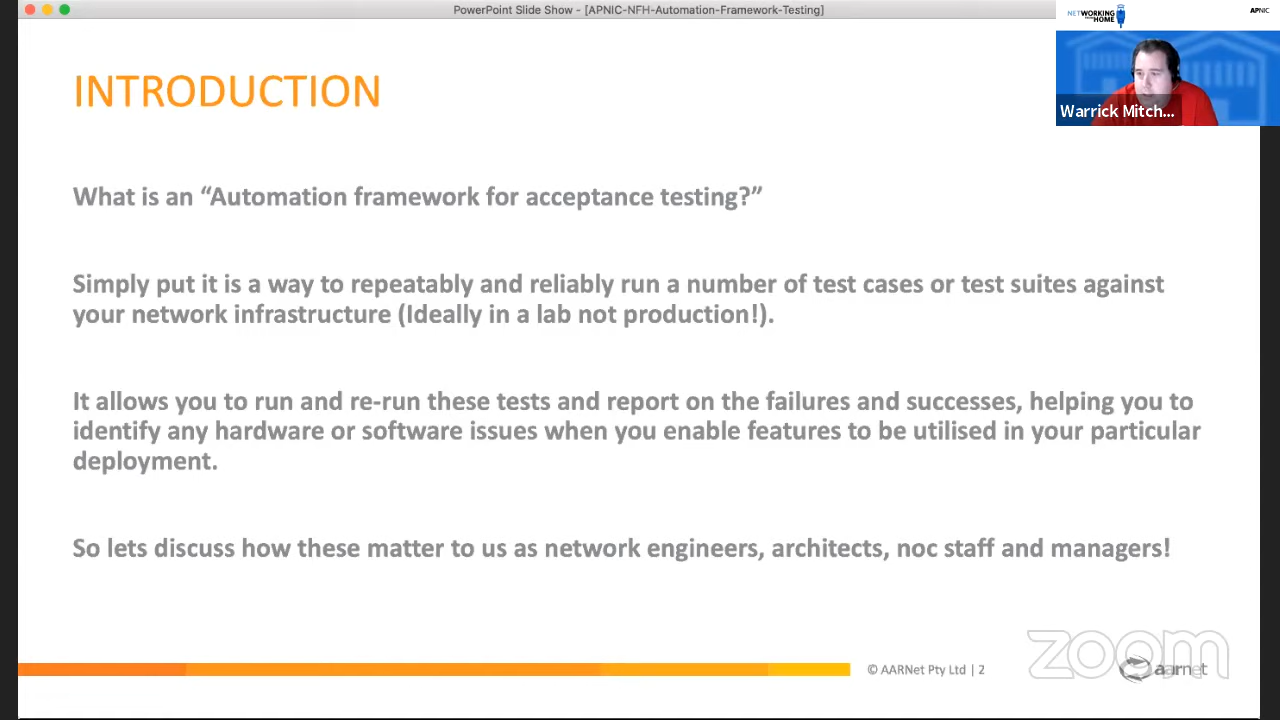 PowerPoint Slide Show - [APNIC-NFH-Automation-Framework-Testing]
NETWORKING
FROM HOME
APNIC
Warrick Mitch...
INTRODUCTION
What is an “Automation framework for acceptance testing?”
Simply put it is a way to repeatably and reliably run a number of test cases or test suites against
your network infrastructure (Ideally in a lab not production!).
It allows you to run and re-run these tests and report on the failures and successes, helping you to
identify any hardware or software issues when you enable features to be utilised in your particular
deployment.
So lets discuss how these matter to us as network engineers, architects, noc staff and managers!
© AARNet Pty Ltd | 2
zoom
aarnet